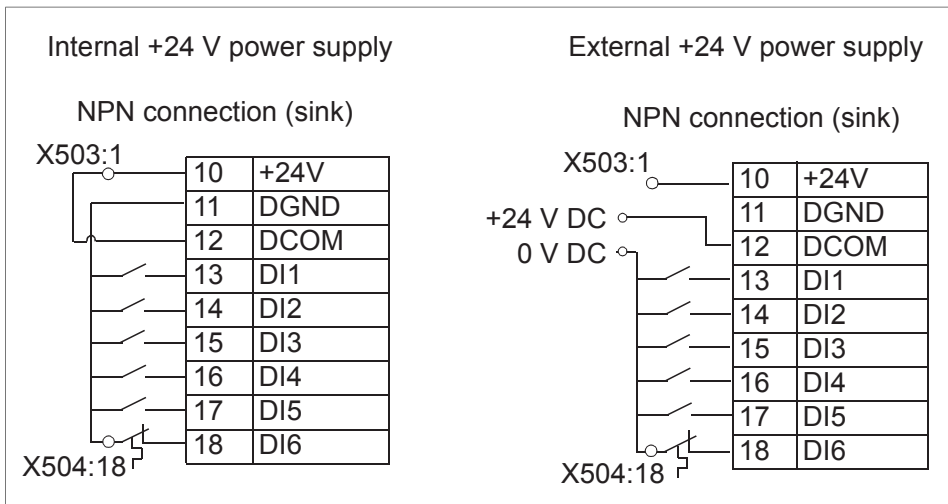 Internal +24 V power supply
NPN connection (sink)
X503:1
10 +24V
11 DGND
12 DCOM
13 DI1
14 DI2
15 DI3
16 DI4
17 DI5
18 DI6
X504:18
External +24 V power supply
NPN connection (sink)
X503:1
+24 V DC
0 V DC
10 +24V
11 DGND
12 DCOM
13 DI1
14 DI2
15 DI3
16 DI4
17 DI5
18 DI6
X504:18